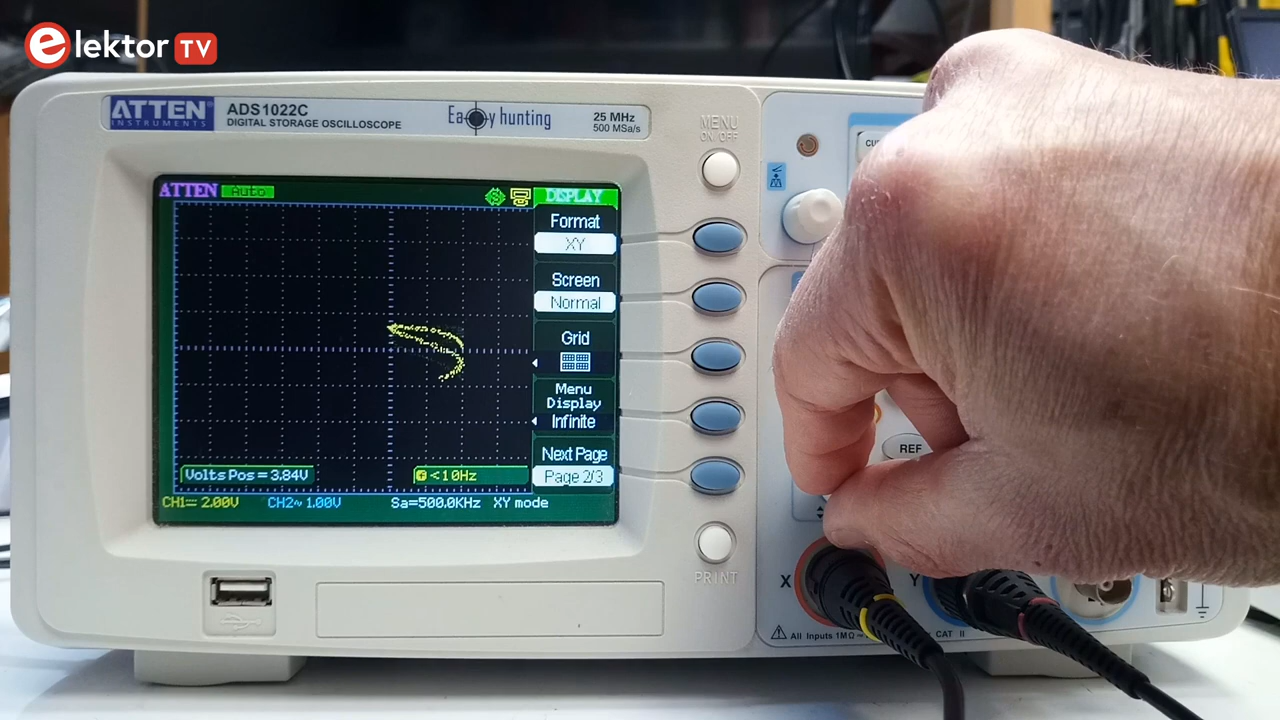 elektor TV
ATTEN
INSTRUMENTS
ADS1022C
DIGITAL STORAGE OSCILLOSCOPE
Easy hunting
25 MHz
500 MSa/s
MENU
ON/OFF
ATTEN
Auto
DISPLAY
Format
XY
Screen
Normal
Grid
Menu
Display
Infinite
Next Page
Page 2/3
Volts Pos = 3.84V
<10Hz
CH1 2.00V CH2~ 1.00V Sa=500.0KHz XY mode
REF
PRINT
X
Y
All Inputs 1MΩ
CAT II